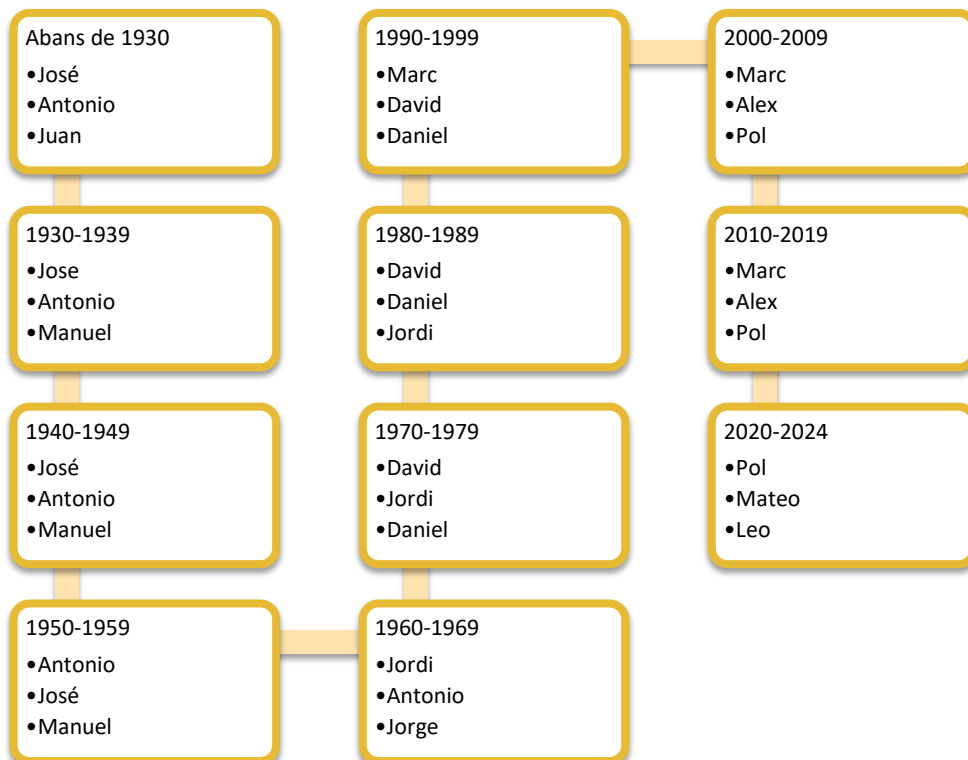 Abans de 1930
•José
•Antonio
•Juan
1930-1939
•Jose
•Antonio
•Manuel
1940-1949
•José
•Antonio
•Manuel
1950-1959
•Antonio
•José
•Manuel
1960-1969
•Jordi
•Antonio
•Jorge
1970-1979
•David
•Jordi
•Daniel
1980-1989
•David
•Daniel
•Jordi
1990-1999
•Marc
•David
•Daniel
2000-2009
•Marc
•Alex
•Pol
2010-2019
•Marc
•Alex
•Pol
2020-2024
•Pol
•Mateo
•Leo